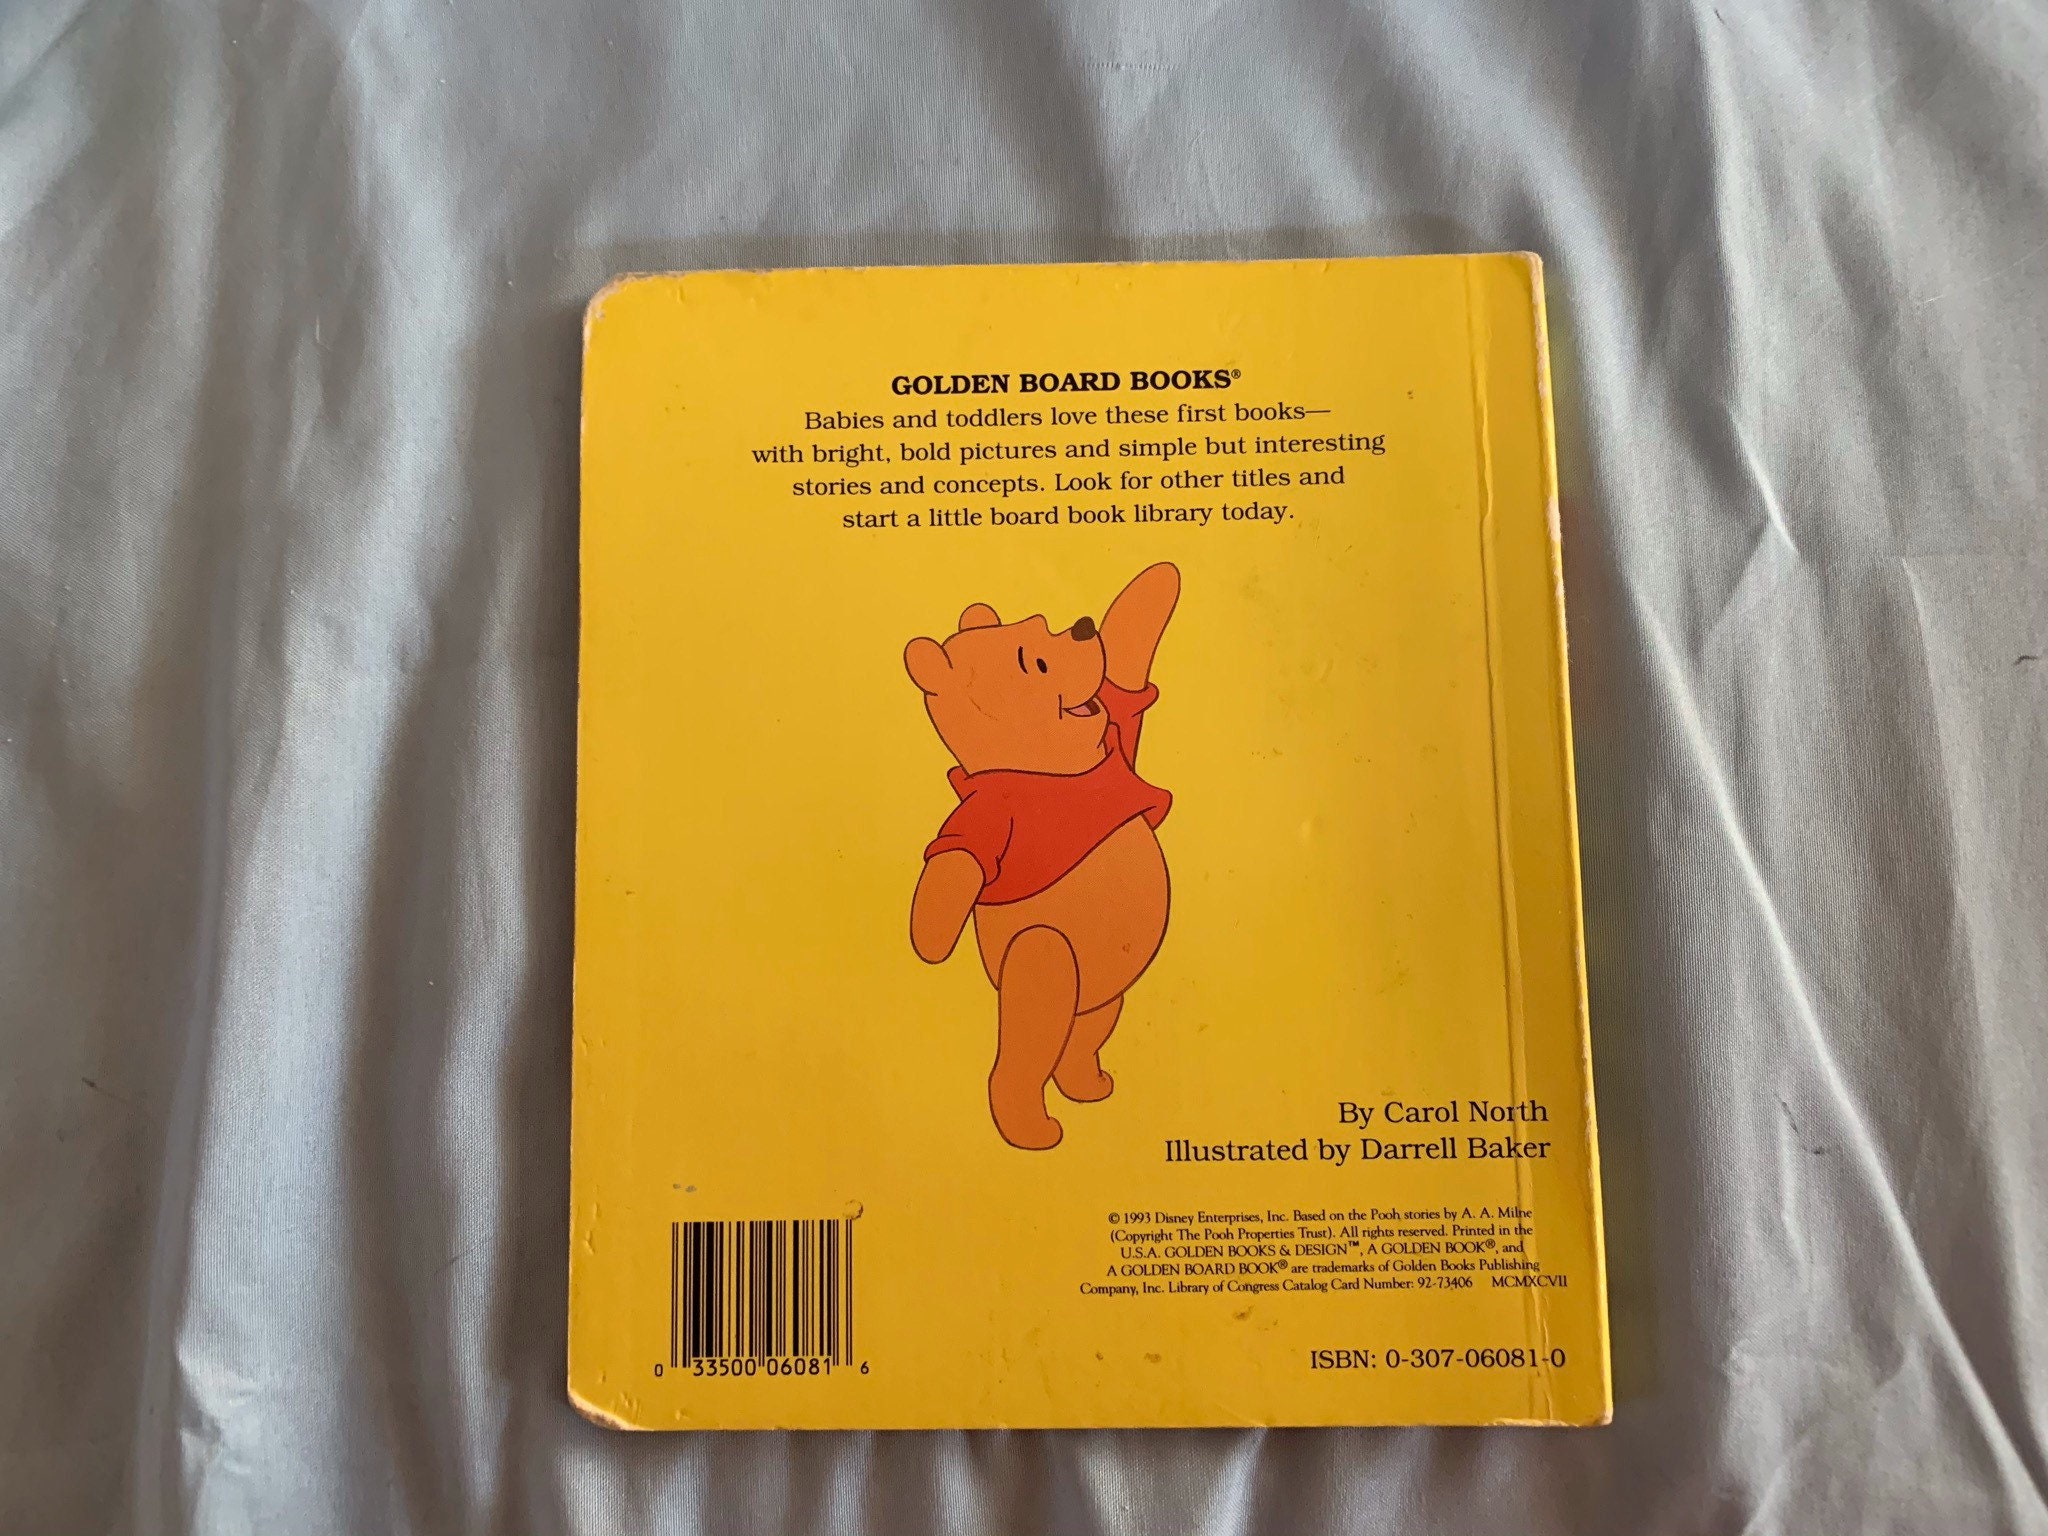 GOLDEN BOARD BOOKS®
Babies and toddlers love these first books—
with bright, bold pictures and simple but interesting
stories and concepts. Look for other titles and
start a little board book library today.
By Carol North
Illustrated by Darrell Baker
© 1993 Disney Enterprises, Inc. Based on the Pooh stories by A. A. Milne
(Copyright The Pooh Properties Trust). All rights reserved. Printed in the
U.S.A. GOLDEN BOOKS & DESIGN™, A GOLDEN BOOK®, and
A GOLDEN BOARD BOOK® are trademarks of Golden Books Publishing
Company, Inc. Library of Congress Catalog Card Number: 92-73406 MCMXCVII
ISBN: 0-307-06081-0
0 33500 06081 6